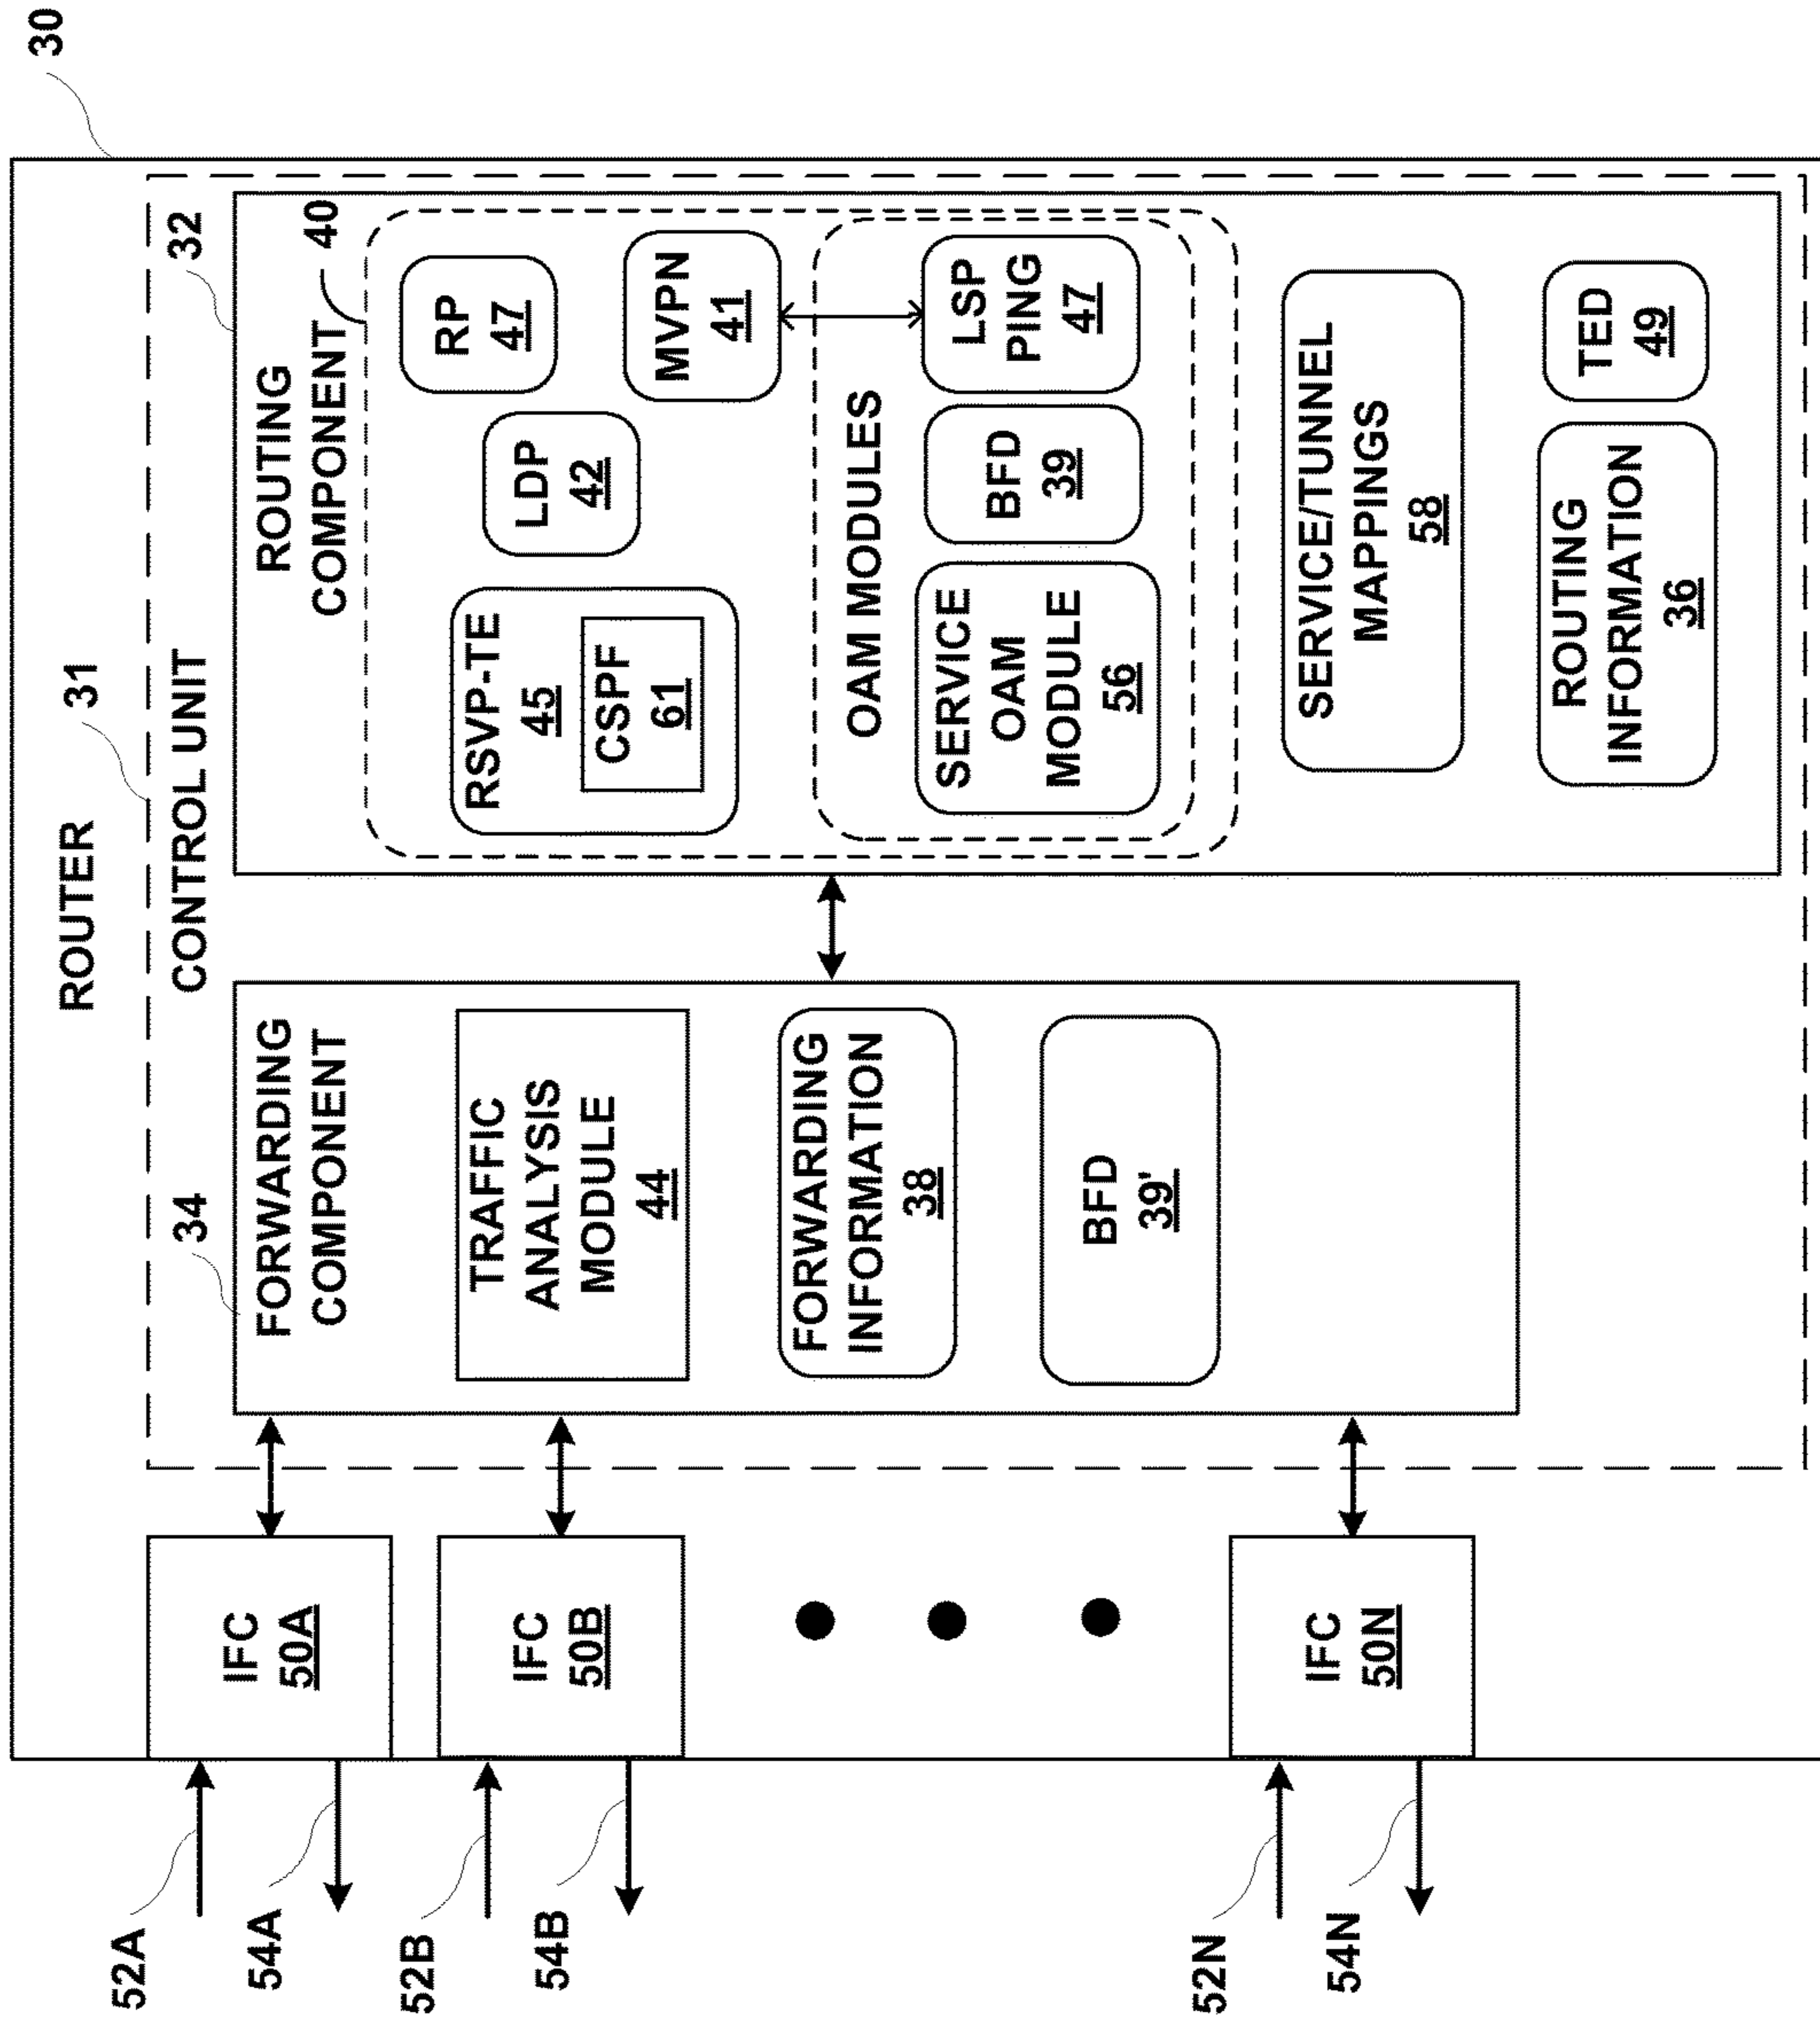 30
ROUTER
31
CONTROL UNIT
32
ROUTING
COMPONENT
40
RP
47
LDP
42
MVPN
41
RSVP-TE
45
CSPF
61
OAM MODULES
LSP
PING
47
BFD
39
SERVICE
OAM
MODULE
56
SERVICE/TUNNEL
MAPPINGS
58
TED
49
ROUTING
INFORMATION
36
34
FORWARDING
COMPONENT
TRAFFIC
ANALYSIS
MODULE
44
FORWARDING
INFORMATION
38
BFD
39'
IFC
50A
IFC
50B
IFC
50N
52A
54A
52B
54B
52N
54N